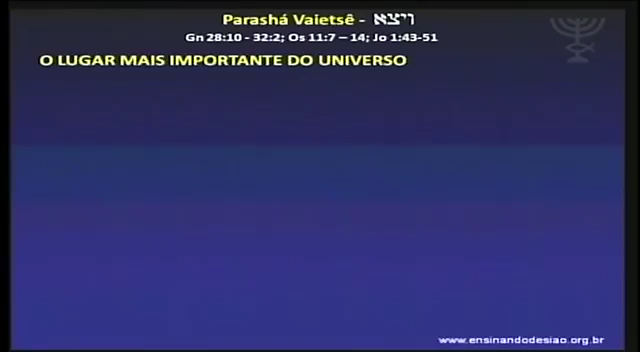 Parashá Vaietsê - ויצא
Gn 28:10 - 32:2; Os 11:7 – 14; Jo 1:43-51
O LUGAR MAIS IMPORTANTE DO UNIVERSO
www.ensinandodesiao.org.br